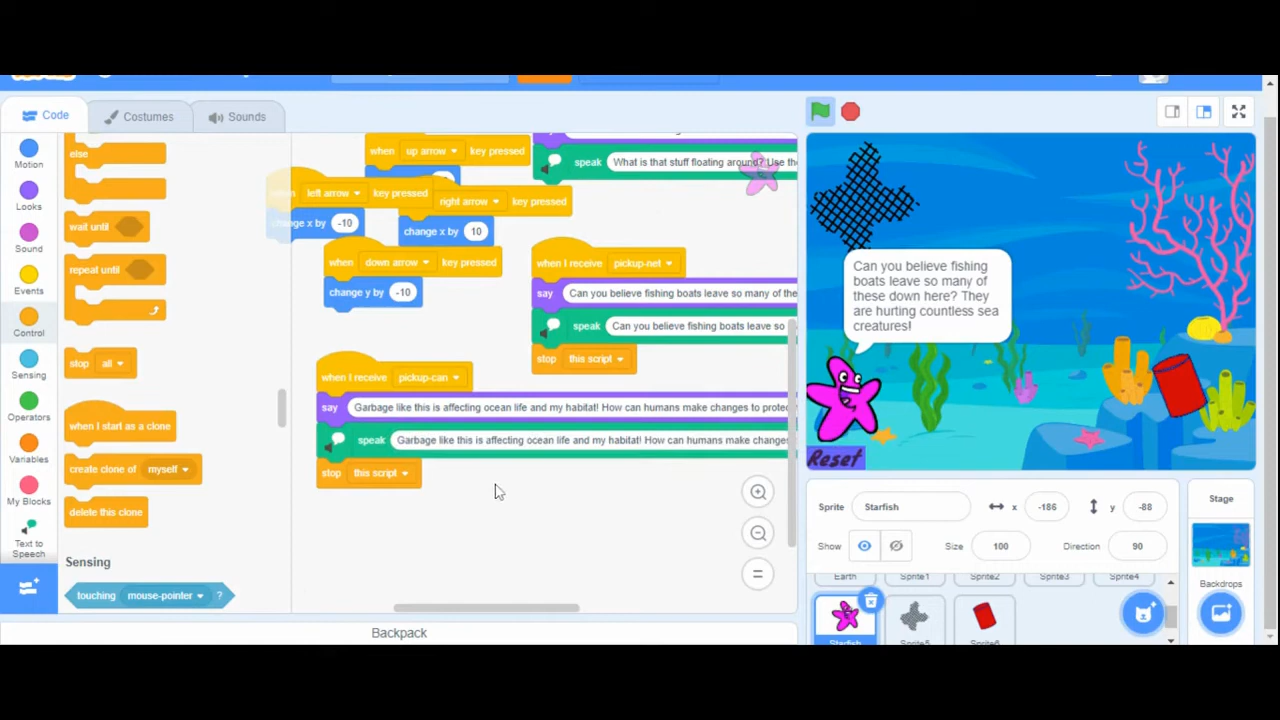 Code
Costumes
Sounds
Motion
Looks
Sound
Events
Control
Sensing
Operators
Variables
My Blocks
Text to
Speech
else
wait until
repeat until
stop all
when I start as a clone
create clone of myself
delete this clone
Sensing
touching mouse-pointer ?
when up arrow key pressed
left arrow key pressed
change x by -10
right arrow key pressed
change x by 10
when down arrow key pressed
change y by -10
speak What is that stuff floating around? Use the
when I receive pickup-net
say Can you believe fishing boats leave so many of the
speak Can you believe fishing boats leave so
stop this script
when I receive pickup-can
say Garbage like this is affecting ocean life and my habitat! How can humans make changes to protec
speak Garbage like this is affecting ocean life and my habitat! How can humans make changes
stop this script
Backpack
Can you believe fishing
boats leave so many of
these down here? They
are hurting countless sea
creatures!
Reset
Sprite Starfish x -186 y -88
Show Size 100 Direction 90
Stage
Backdrops
Earth Sprite1 Sprite2 Sprite3 Sprite4
Starfish Sprite5 Sprite6